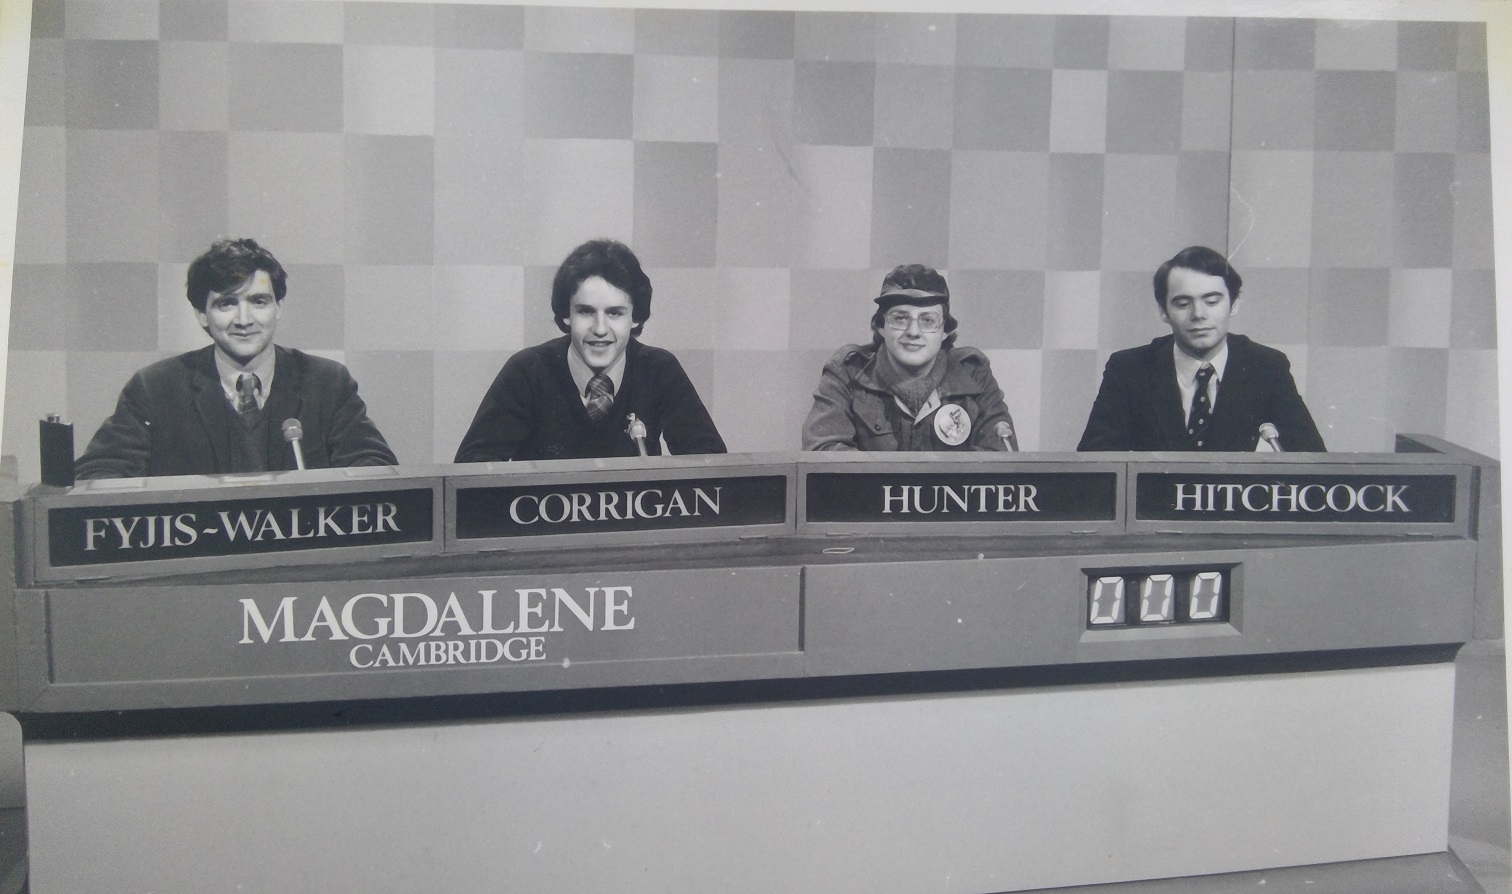 FYJIS~WALKER
CORRIGAN
HUNTER
HITCHCOCK
MAGDALENE
CAMBRIDGE
000